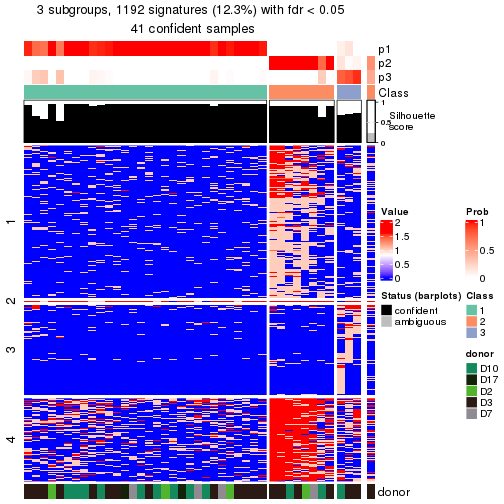 3 subgroups, 1192 signatures (12.3%) with fdr < 0.05
41 confident samples
p1
p2
p3
Class
1
0.5
0
Silhouette
score
1
2
3
4
donor
Value
2
1.5
1
0.5
0
Prob
1
0.5
0
Status (barplots)
confident
ambiguous
Class
1
2
3
donor
D10
D17
D2
D3
D7